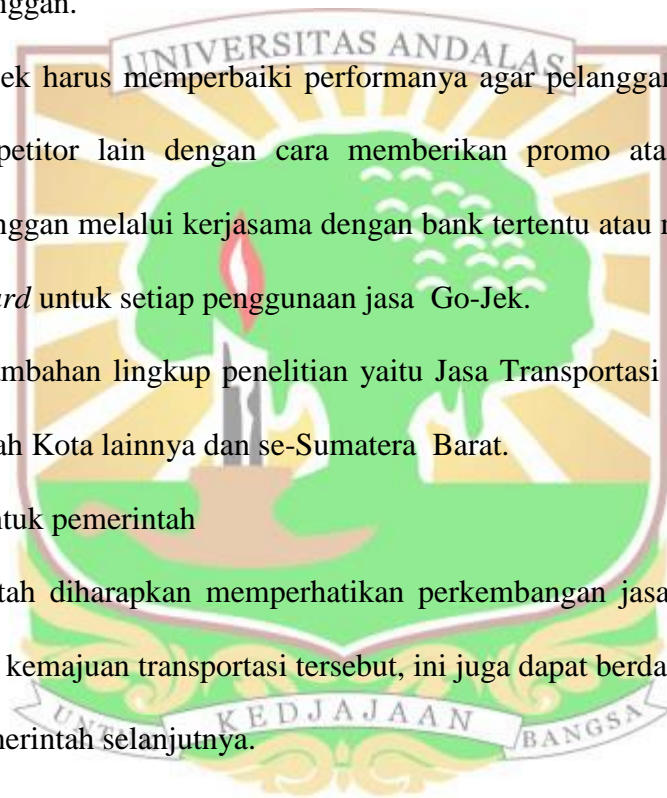 nggan.
UNIVERSITAS ANDALAS
ek harus memperbaiki performanya agar pelanggan
petitor lain dengan cara memberikan promo ata
nggan melalui kerjasama dengan bank tertentu atau
ard untuk setiap penggunaan jasa Go-Jek.
ambahan lingkup penelitian yaitu Jasa Transportasi
ah Kota lainnya dan se-Sumatera Barat.
ntuk pemerintah
tah diharapkan memperhatikan perkembangan jasa
kemajuan transportasi tersebut, ini juga dapat berda
merintah selanjutnya.
UNTUK KEDJAJAAN BANGSA